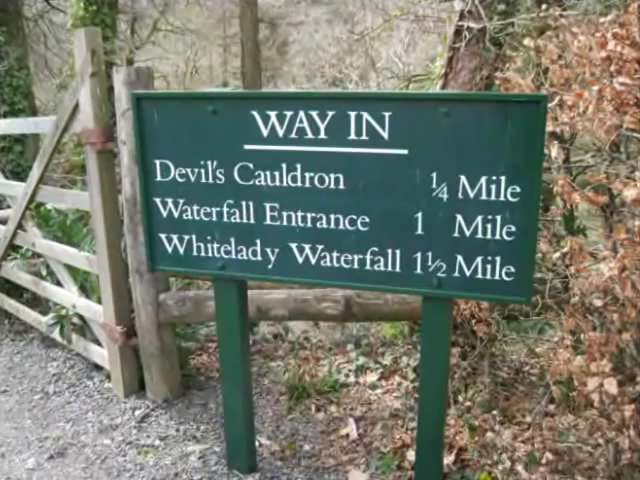 WAY IN
Devil's Cauldron ¼ Mile
Waterfall Entrance 1 Mile
Whitelady Waterfall 1½ Mile